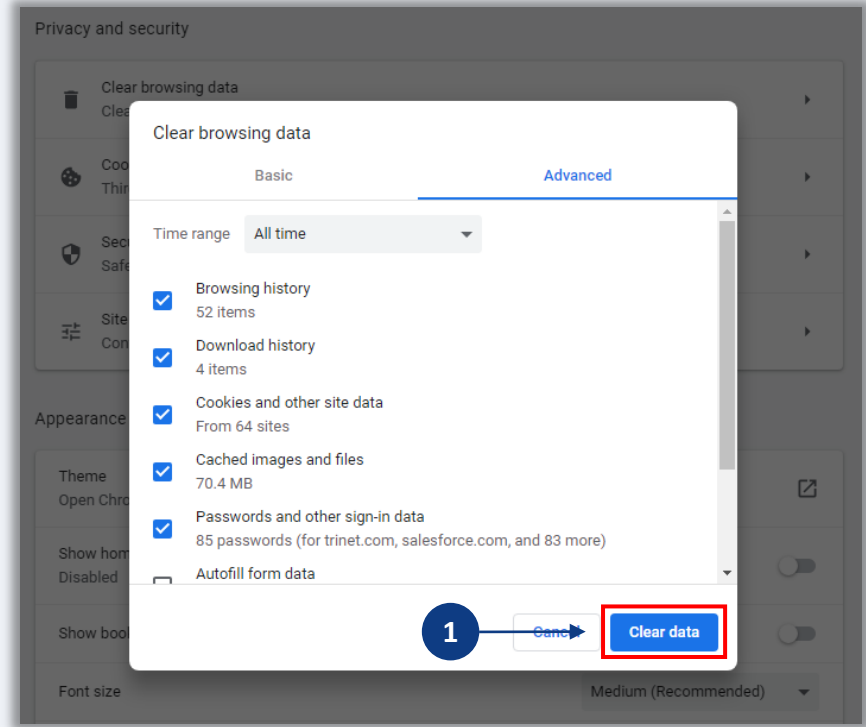 Privacy and security
Clear browsing data
Clea
Coo
Thir
Secu
Safe
Site
Con
Clear browsing data
Basic
Advanced
Time range
All time
Browsing history
52 items
Download history
4 items
Cookies and other site data
From 64 sites
Cached images and files
70.4 MB
Passwords and other sign-in data
85 passwords (for trinet.com, salesforce.com, and 83 more)
Autofill form data
1
Cancel
Clear data
Appearance
Theme
Open Chro
Show hom
Disabled
Show bool
Font size
Medium (Recommended)